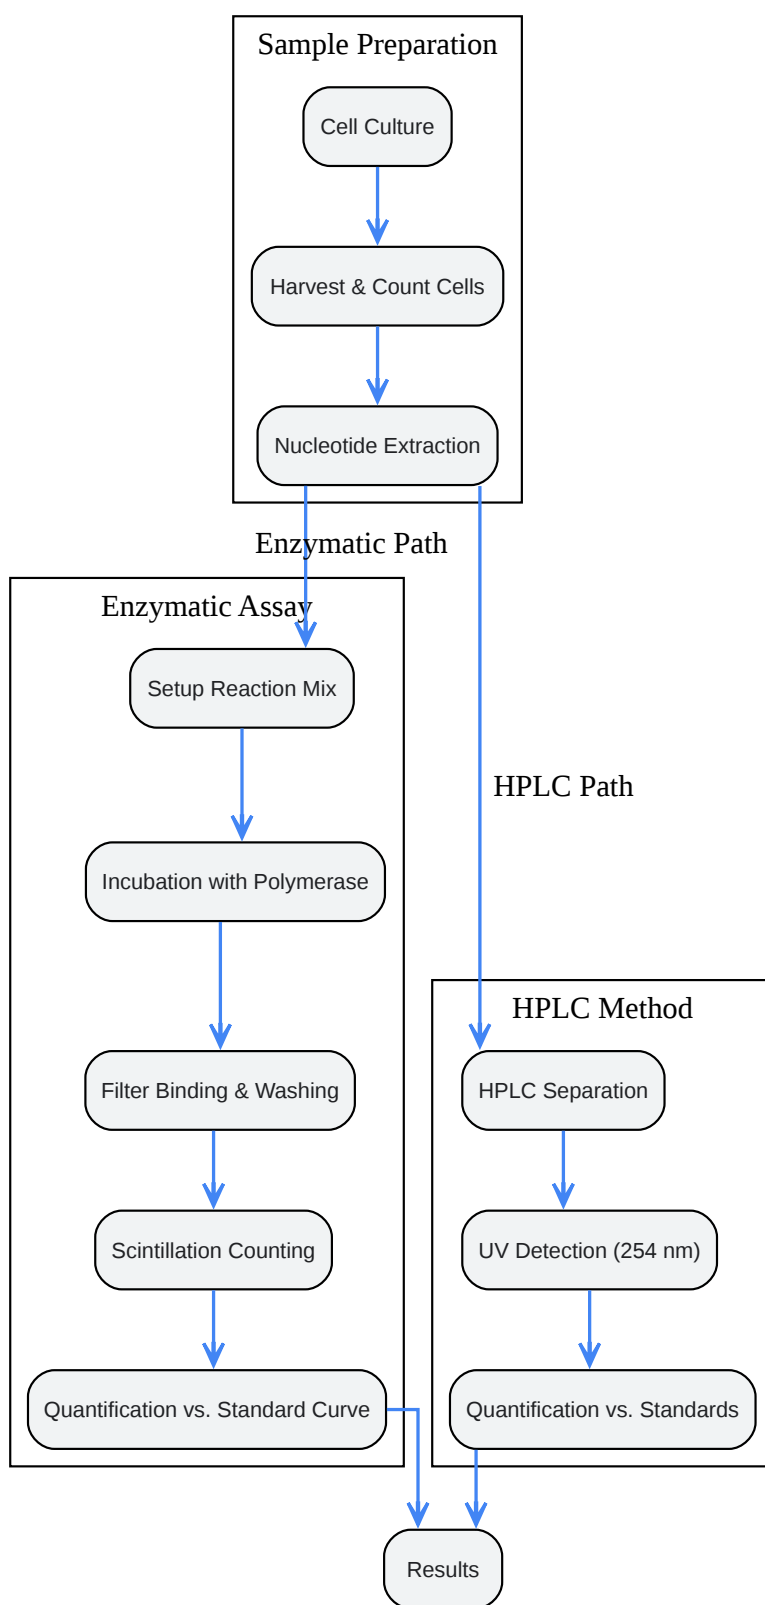 Sample Preparation
Cell Culture
Harvest & Count Cells
Nucleotide Extraction
Enzymatic Path
Enzymatic Assay
Setup Reaction Mix
HPLC Path
Incubation with Polymerase
HPLC Method
Filter Binding & Washing
HPLC Separation
Scintillation Counting
UV Detection (254 nm)
Quantification vs. Standard Curve
Quantification vs. Standards
Results